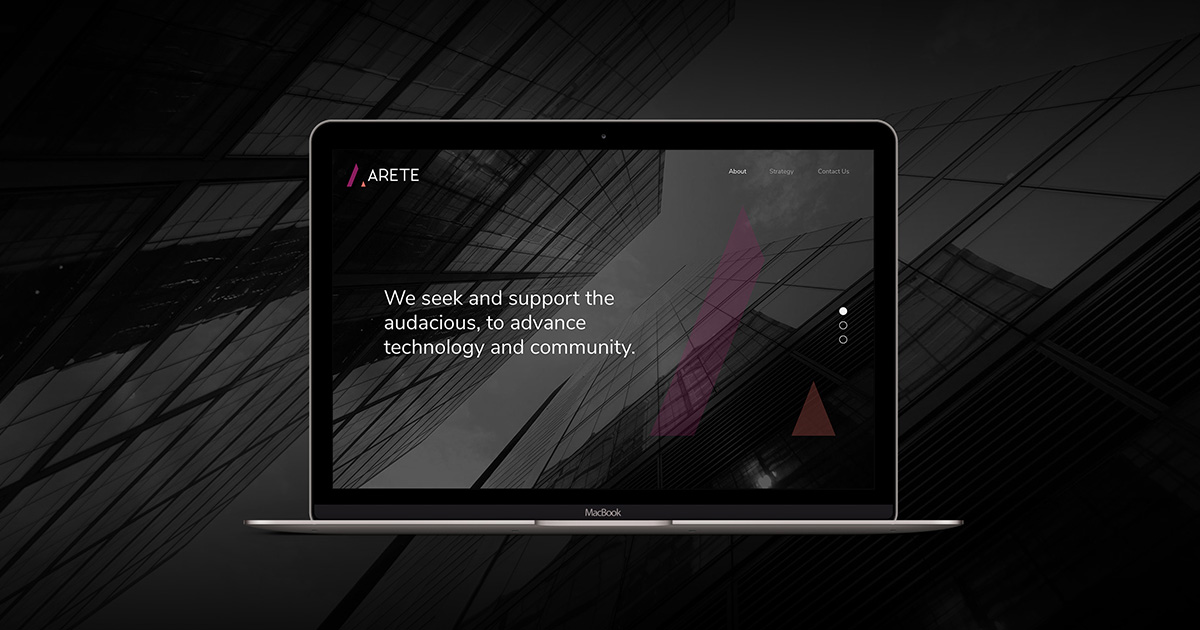 ARETE
About Strategy Contact Us
We seek and support the
audacious, to advance
technology and community.
MacBook